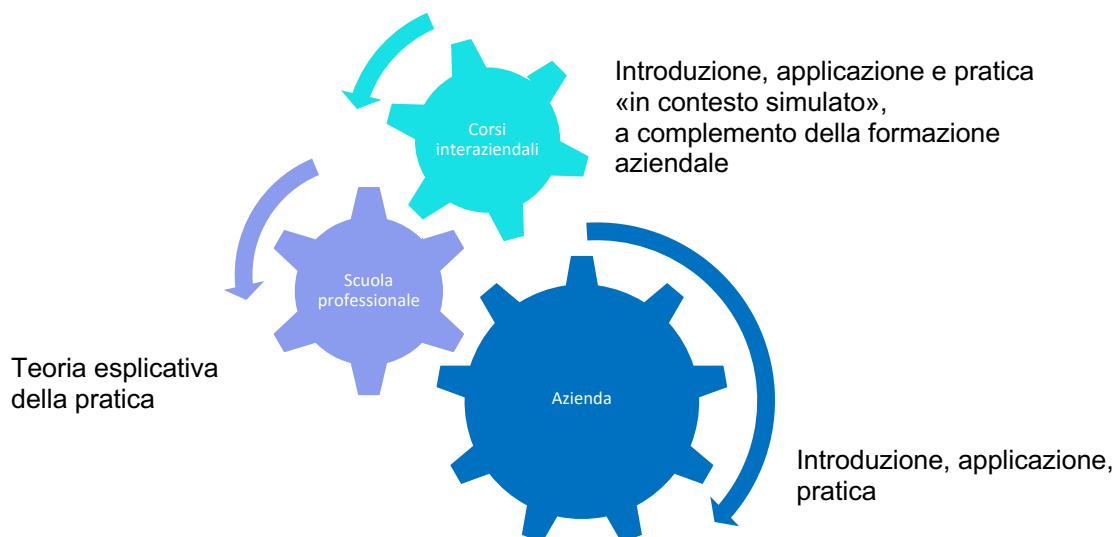 Introduzione, applicazione e pratica
«in contesto simulato»,
a complemento della formazione
aziendale
Corsi
interaziendali
Scuola
professionale
Teoria esplicativa
della pratica
Azienda
Introduzione, applicazione,
pratica